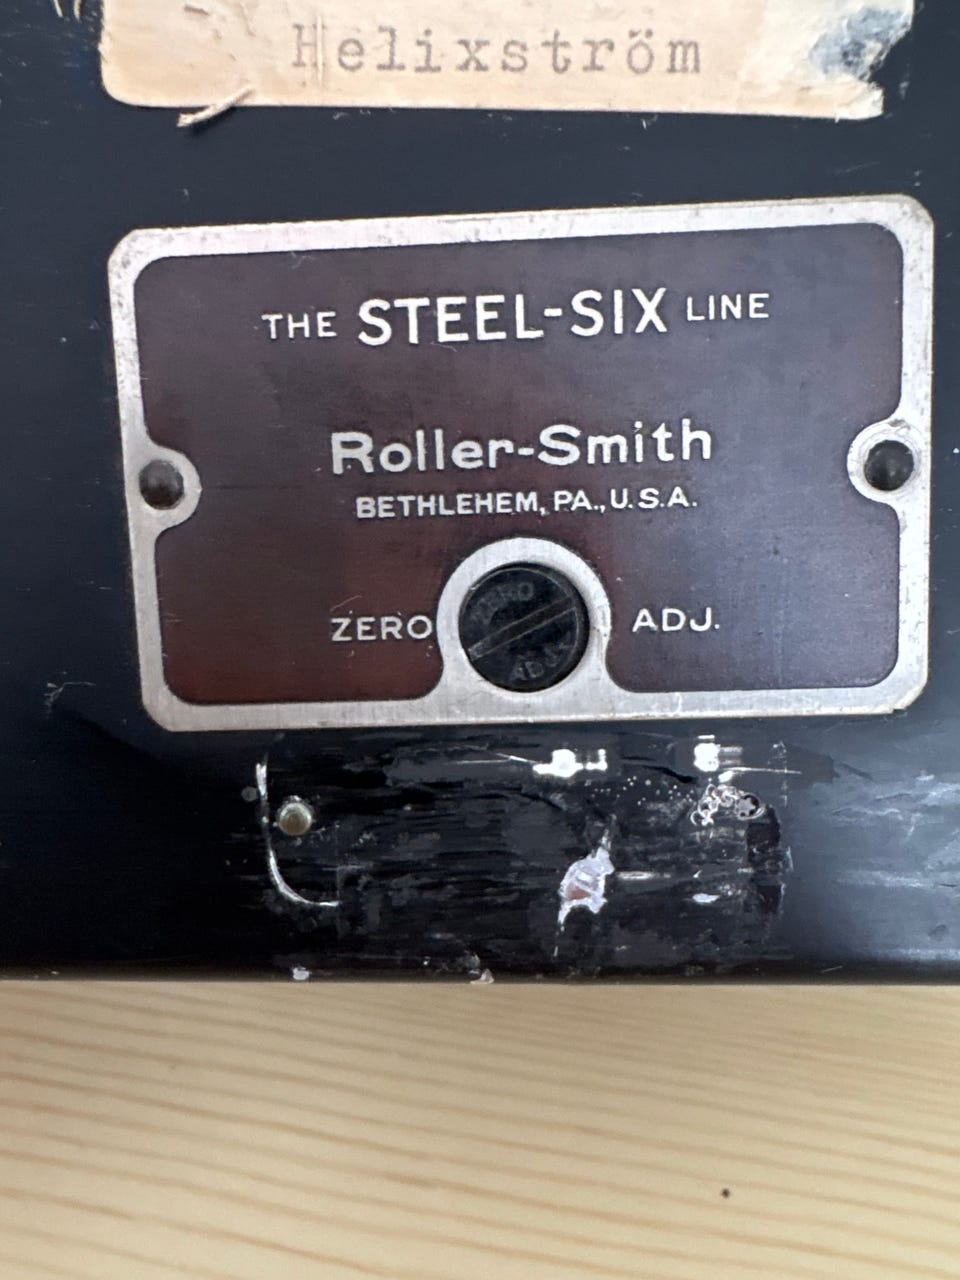 Helixström
THE STEEL-SIX LINE
Roller-Smith
BETHLEHEM, PA., U.S.A.
ZERO ADJ.
ZERO
ADJ.